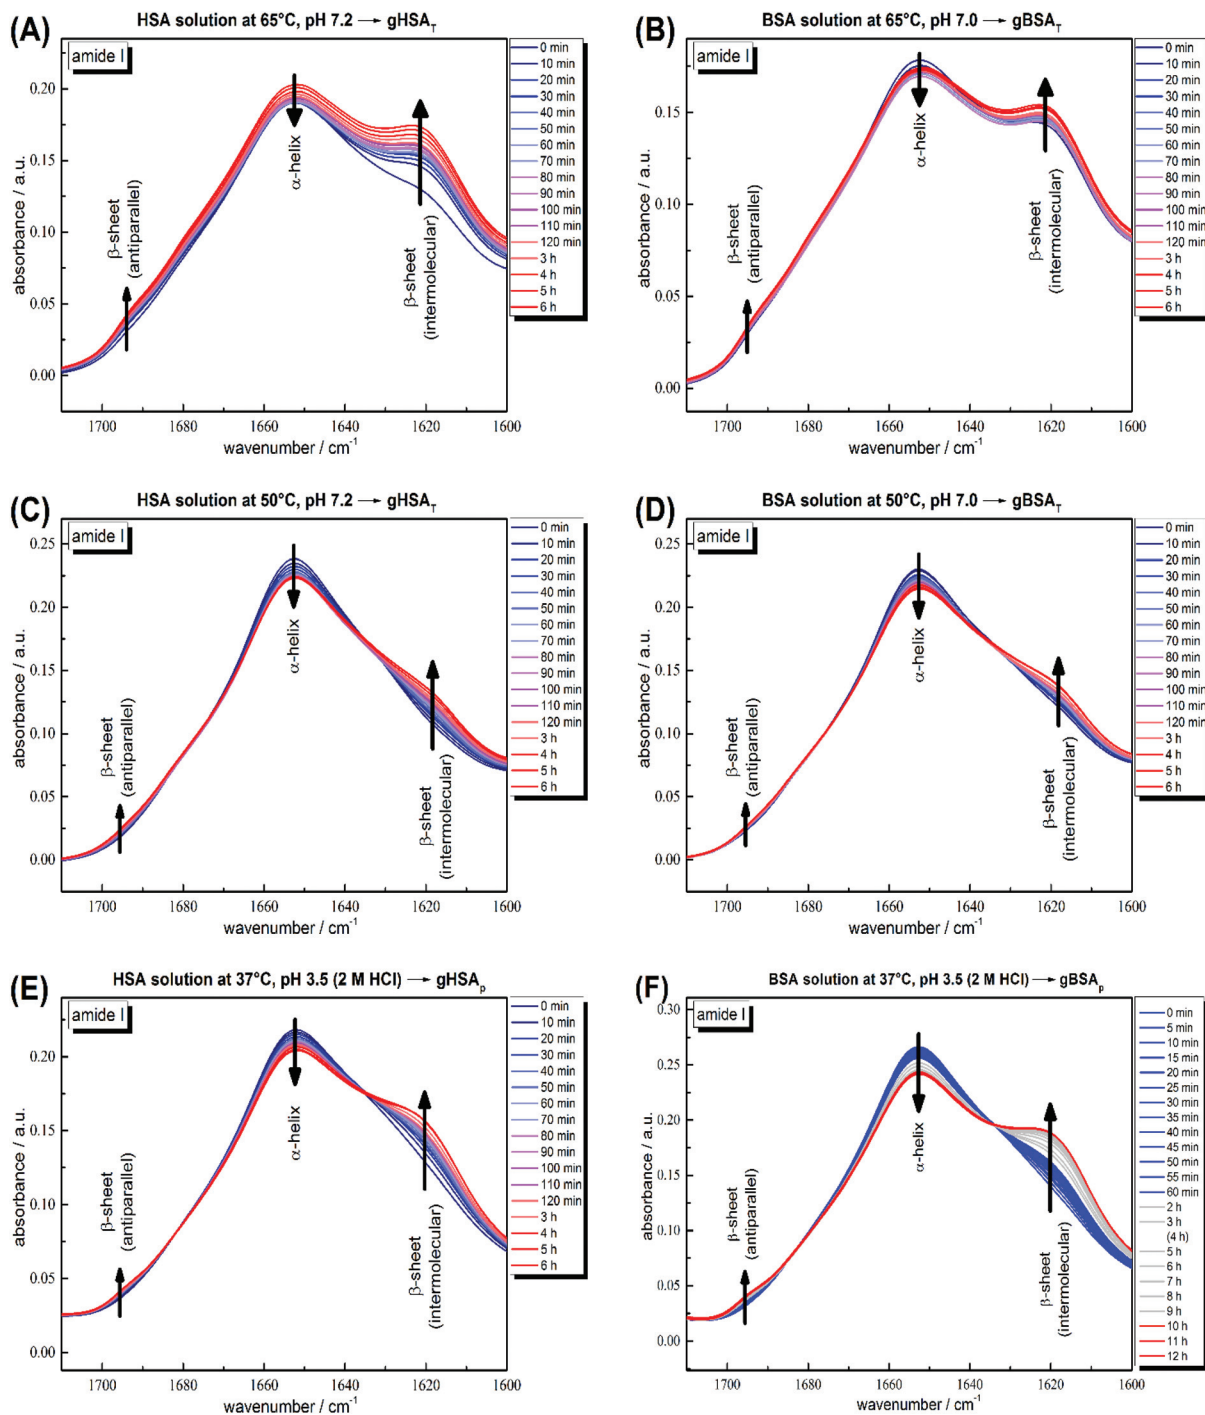 (A)
HSA solution at 65°C, pH 7.2 → gHSA_T
amide I
absorbance / a.u.
0.20
0.15
0.10
0.05
0.00
β-sheet
(antiparallel)
α-helix
β-sheet
(intermolecular)
1700 1680 1660 1640 1620 1600
wavenumber / cm⁻¹
0 min
10 min
20 min
30 min
40 min
50 min
60 min
70 min
80 min
90 min
100 min
110 min
120 min
3 h
4 h
5 h
6 h
(B)
BSA solution at 65°C, pH 7.0 → gBSA_T
amide I
absorbance / a.u.
0.15
0.10
0.05
0.00
β-sheet
(antiparallel)
α-helix
β-sheet
(intermolecular)
1700 1680 1660 1640 1620 1600
wavenumber / cm⁻¹
0 min
10 min
20 min
30 min
40 min
50 min
60 min
70 min
80 min
90 min
100 min
110 min
120 min
3 h
4 h
5 h
6 h
(C)
HSA solution at 50°C, pH 7.2 → gHSA_T
amide I
absorbance / a.u.
0.25
0.20
0.15
0.10
0.05
0.00
β-sheet
(antiparallel)
α-helix
β-sheet
(intermolecular)
1700 1680 1660 1640 1620 1600
wavenumber / cm⁻¹
0 min
10 min
20 min
30 min
40 min
50 min
60 min
70 min
80 min
90 min
100 min
110 min
120 min
3 h
4 h
5 h
6 h
(D)
BSA solution at 50°C, pH 7.0 → gBSA_T
amide I
absorbance / a.u.
0.25
0.20
0.15
0.10
0.05
0.00
β-sheet
(antiparallel)
α-helix
β-sheet
(intermolecular)
1700 1680 1660 1640 1620 1600
wavenumber / cm⁻¹
0 min
10 min
20 min
30 min
40 min
50 min
60 min
70 min
80 min
90 min
100 min
110 min
120 min
3 h
4 h
5 h
6 h
(E)
HSA solution at 37°C, pH 3.5 (2 M HCl) → gHSA_p
amide I
absorbance / a.u.
0.20
0.15
0.10
0.05
0.00
β-sheet
(antiparallel)
α-helix
β-sheet
(intermolecular)
1700 1680 1660 1640 1620 1600
wavenumber / cm⁻¹
0 min
10 min
20 min
30 min
40 min
50 min
60 min
70 min
80 min
90 min
100 min
110 min
120 min
3 h
4 h
5 h
6 h
(F)
BSA solution at 37°C, pH 3.5 (2 M HCl) → gBSA_p
amide I
absorbance / a.u.
0.30
0.25
0.20
0.15
0.10
0.05
0.00
β-sheet
(antiparallel)
α-helix
β-sheet
(intermolecular)
1700 1680 1660 1640 1620 1600
wavenumber / cm⁻¹
0 min
5 min
10 min
15 min
20 min
25 min
30 min
35 min
40 min
45 min
50 min
55 min
60 min
2 h
3 h
(4 h)
5 h
6 h
7 h
8 h
9 h
10 h
11 h
12 h